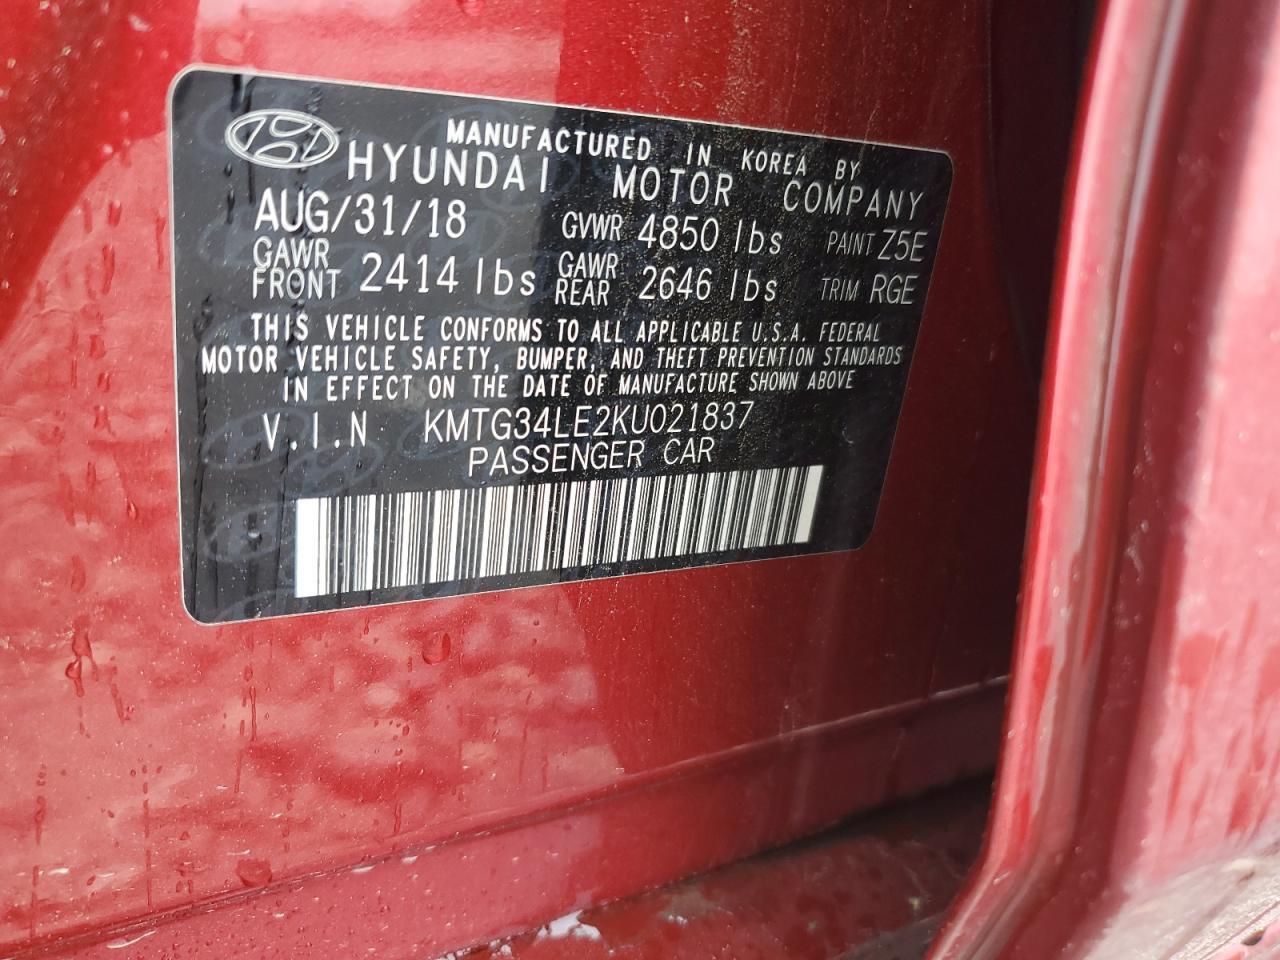 MANUFACTURED IN KOREA BY
HYUNDAI MOTOR COMPANY
AUG/31/18 GVWR 4850 lbs PAINT Z5E
GAWR FRONT 2414 lbs GAWR REAR 2646 lbs TRIM RGE
THIS VEHICLE CONFORMS TO ALL APPLICABLE U.S.A. FEDERAL
MOTOR VEHICLE SAFETY, BUMPER, AND THEFT PREVENTION STANDARDS
IN EFFECT ON THE DATE OF MANUFACTURE SHOWN ABOVE
V.I.N KMTG34LE2KU021837
PASSENGER CAR